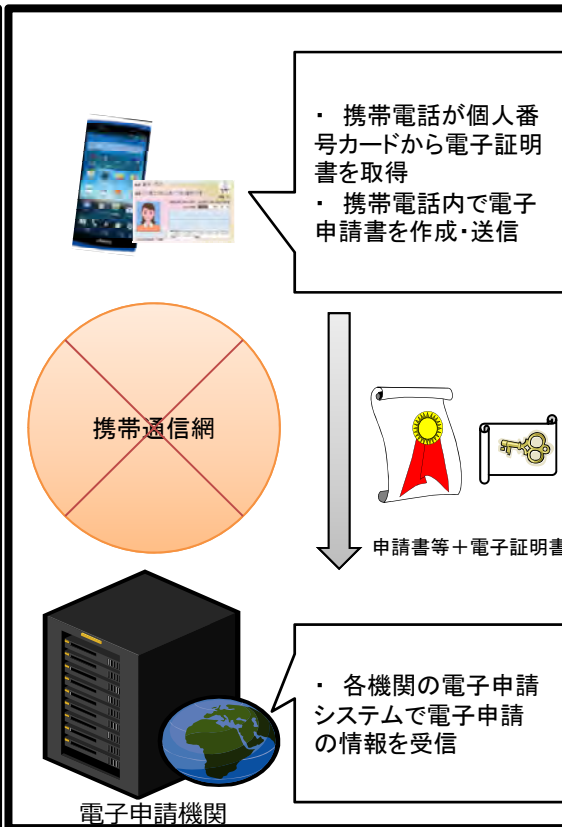 ・ 携帯電話が個人番
号カードから電子証明
書を取得
・ 携帯電話内で電子
申請書を作成・送信
携帯通信網
申請書等＋電子証明書
・ 各機関の電子申請
システムで電子申請
の情報を受信
電子申請機関